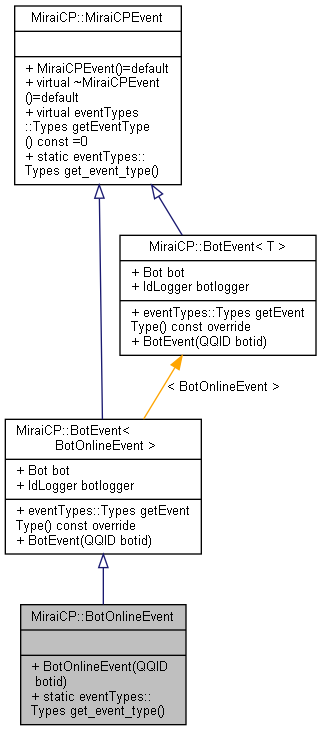 MiraiCP::MiraiCPEvent
+ MiraiCPEvent()=default
+ virtual ~MiraiCPEvent
()=default
+ virtual eventTypes
::Types getEventType
() const =0
+ static eventTypes::
Types get_event_type()
MiraiCP::BotEvent< T >
+ Bot bot
+ IdLogger botlogger
+ eventTypes::Types getEvent
Type() const override
+ BotEvent(QQID botid)
< BotOnlineEvent >
MiraiCP::BotEvent<
BotOnlineEvent >
+ Bot bot
+ IdLogger botlogger
+ eventTypes::Types getEvent
Type() const override
+ BotEvent(QQID botid)
MiraiCP::BotOnlineEvent
+ BotOnlineEvent(QQID
botid)
+ static eventTypes::
Types get_event_type()